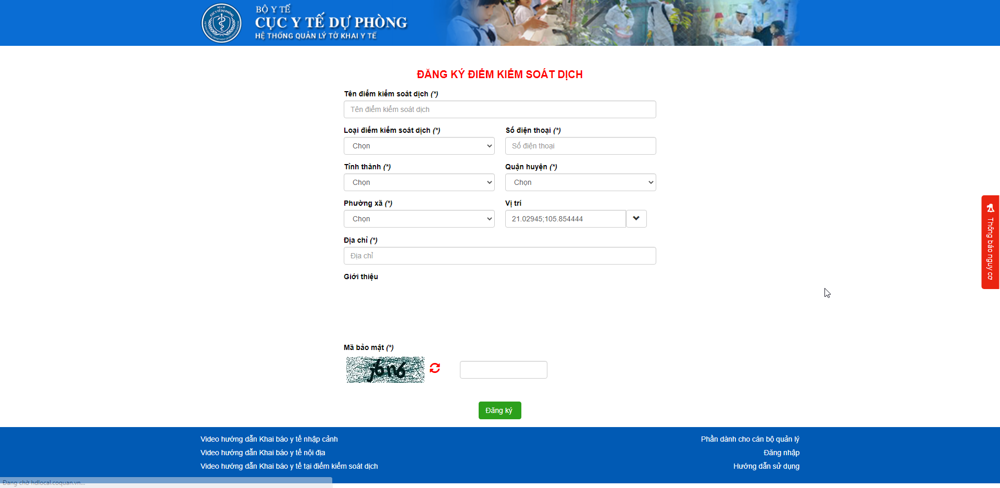 BỘ Y TẾ
CỤC Y TẾ DỰ PHÒNG
HỆ THỐNG QUẢN LÝ TỜ KHAI Y TẾ
ĐĂNG KÝ ĐIỂM KIỂM SOÁT DỊCH
Tên điểm kiểm soát dịch (*)
Tên điểm kiểm soát dịch
Loại điểm kiểm soát dịch (*)
Số điện thoại (*)
Chọn
Số điện thoại
Tỉnh thành (*)
Quận huyện (*)
Chọn
Chọn
Phường xã (*)
Vị trí
Chọn
21.02945;105.854444
Địa chỉ (*)
Địa chỉ
Giới thiệu
Thông báo nguy cơ
Mã bảo mật (*)
j6n6
Đăng ký
Video hướng dẫn Khai báo y tế nhập cảnh
Phần dành cho cán bộ quản lý
Video hướng dẫn Khai báo y tế nội địa
Đăng nhập
Video hướng dẫn Khai báo y tế tại điểm kiểm soát dịch
Hướng dẫn sử dụng
Đang chờ hdlocal.coquan.vn...